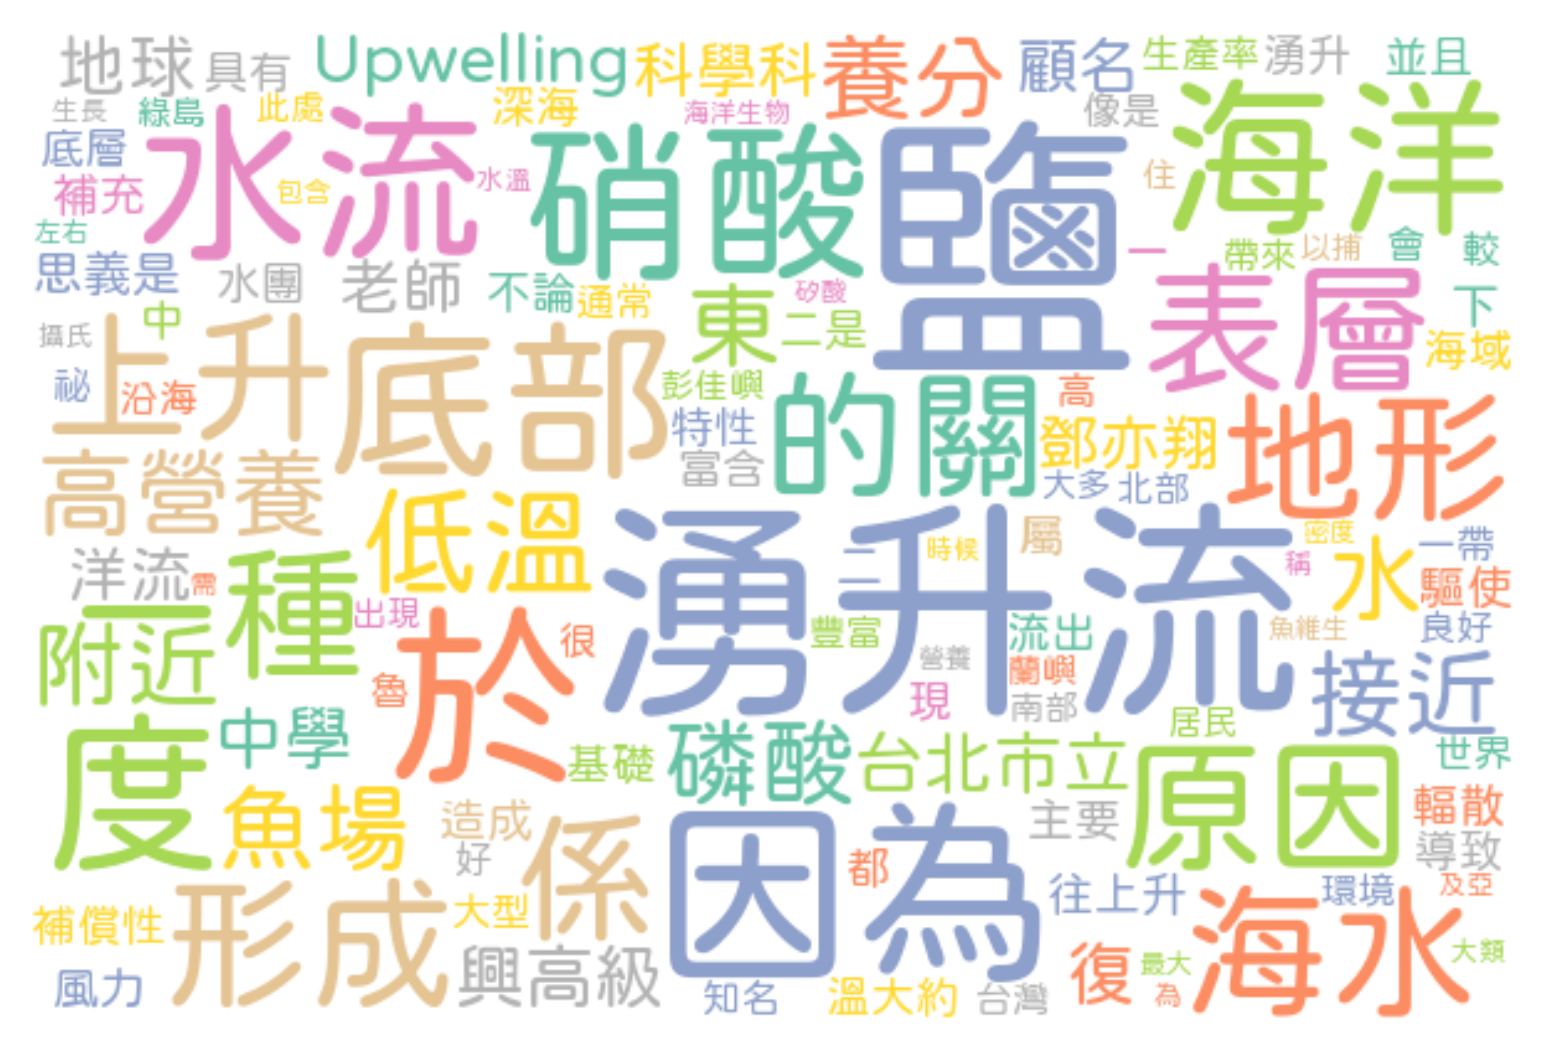 地球 具有 Upwelling 科學科 養分 顧名 生產率 湧升 並且
生長 綠島 此處 深海 海洋生物 像是 海洋
底層 水流 硝酸 鹽
補充 包含 水溫 住
左右 一 帶來 以捕 會 較
思義是 水團 老師 不論 通常 矽酸 表層 下
中 東 二是 海域
攝氏 上升 底部
祕 沿海 彭佳嶼 的關 高 地形
特性 鄧亦翔
高營養 富含 大多 北部
低溫 湧升流 二 時候 屬 密度 水 一帶
洋流 需 種 稱 驅使
一 出現 於 很 豐富 流出 魚維生 良好
附近 營養 蘭嶼 接近
魯 現 南部
度 中學 居民
基礎 磷酸 台北市立 原因 世界
魚場 造成 係 因為 主要 輻散
好 都 導致
補償性 形成 大型 往上升 環境 及亞
興高級 復 海水 最大 大類
風力 知名 溫大約 台灣 為